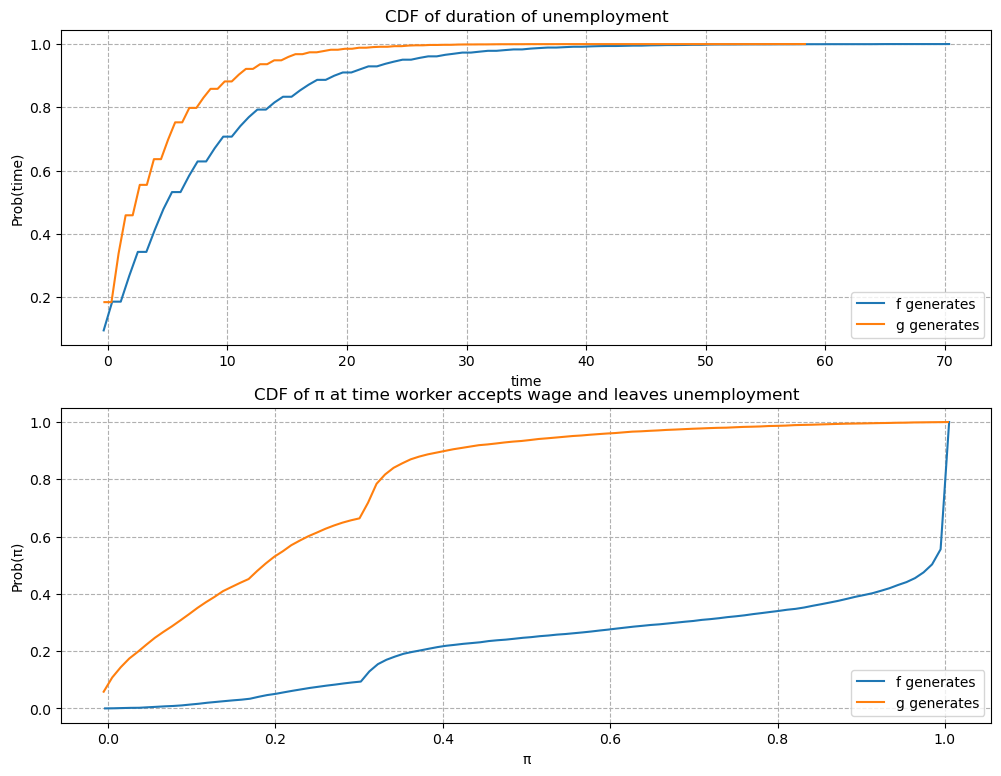 CDF of duration of unemployment
Prob(time)
1.0
0.8
0.6
0.4
0.2
f generates
g generates
0 10 20 30 40 50 60 70
time
CDF of π at time worker accepts wage and leaves unemployment
Prob(π)
1.0
0.8
0.6
0.4
0.2
0.0
f generates
g generates
0.0 0.2 0.4 0.6 0.8 1.0
π